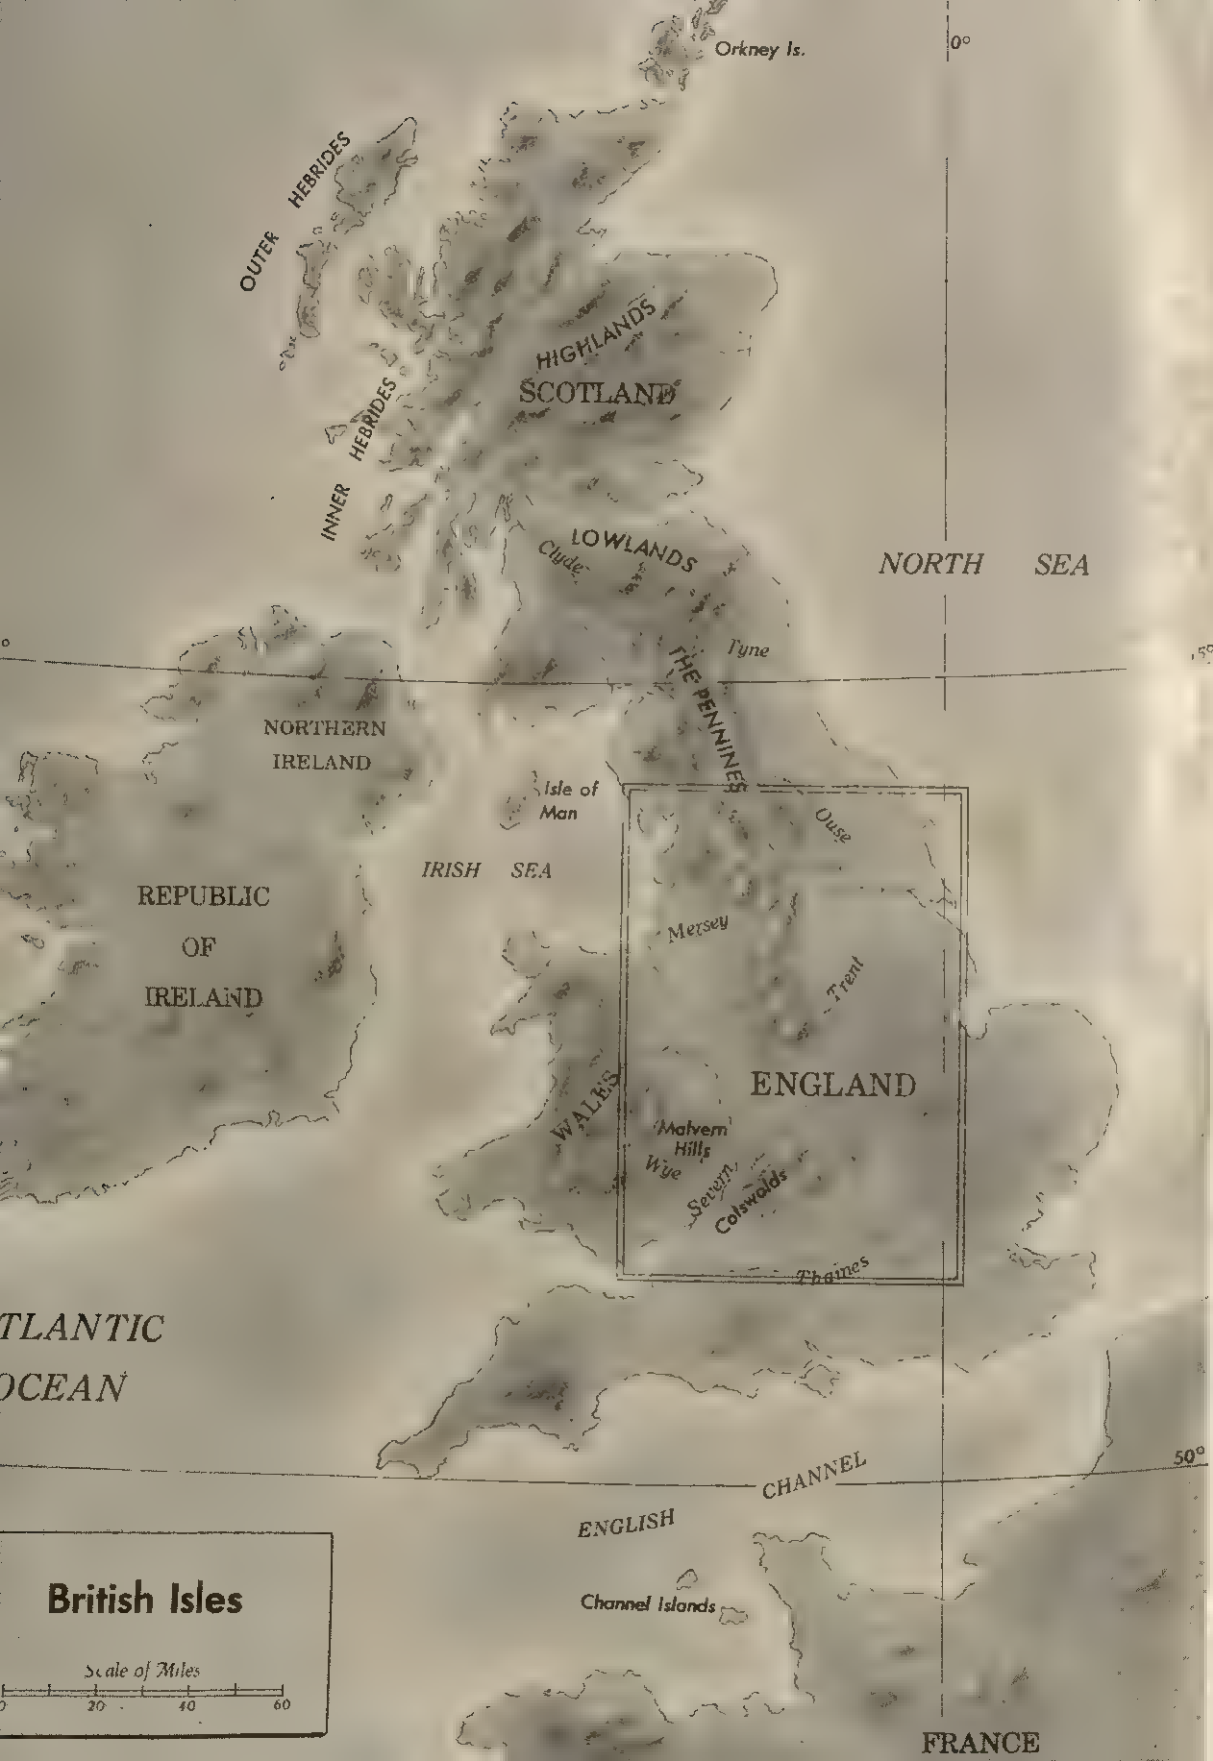 Orkney Is.
0°
OUTER HEBRIDES
HIGHLANDS
SCOTLAND
INNER HEBRIDES
LOWLANDS
Clyde
NORTH SEA
Tyne
THE PENNINES
NORTHERN
IRELAND
Isle of
Man
Ouse
IRISH SEA
REPUBLIC
OF
IRELAND
Mersey
Trent
ENGLAND
WALES
Malvern
Hills
Wye
Severn
Cotswolds
Thames
TLANTIC
OCEAN
50°
ENGLISH CHANNEL
British Isles
Channel Islands
Scale of Miles
0 20 40 60
FRANCE